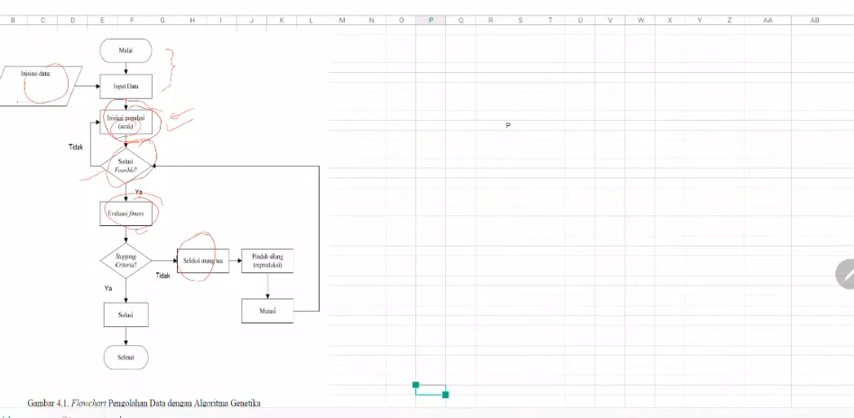 B C D E F G H I J K L M N O P Q R S T U V W X Y Z AA AB
Mulai
Inisiasi data:
Input Data
Inisiasi populasi
(acak)
P
Tidak
Solusi
Feasible?
Ya
Evaluasi fitness
Stopping
Criteria?
Tidak
Seleksi orang tua
Pindah silang
(reproduksi)
Ya
Mutasi
Solusi
Selesai
Gambar 4.1. Flowchart Pengolahan Data dengan Algoritma Genetika